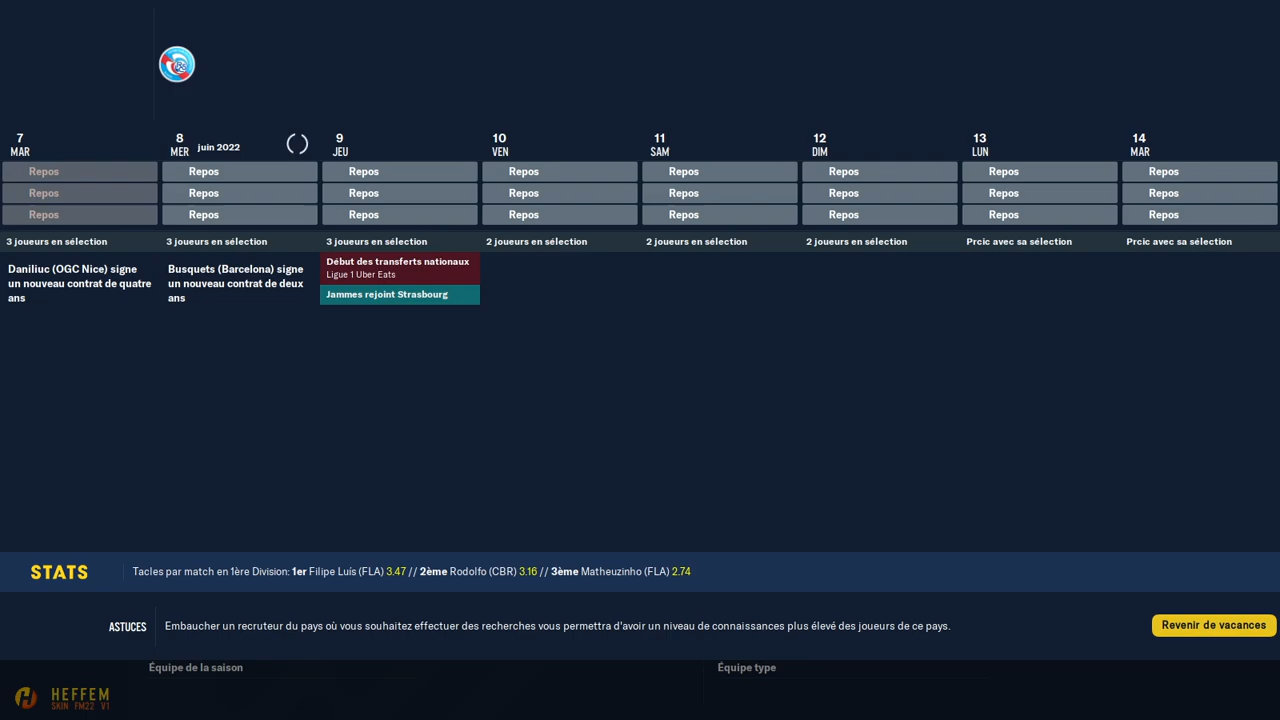 7
MAR
8
MER juin 2022
9
JEU
10
VEN
11
SAM
12
DIM
13
LUN
14
MAR
Repos Repos Repos Repos Repos Repos Repos Repos
Repos Repos Repos Repos Repos Repos Repos Repos
Repos Repos Repos Repos Repos Repos Repos Repos
3 joueurs en sélection 3 joueurs en sélection 3 joueurs en sélection 2 joueurs en sélection 2 joueurs en sélection 2 joueurs en sélection Prcic avec sa sélection Prcic avec sa sélection
Daniliuc (OGC Nice) signe
un nouveau contrat de quatre
ans
Busquets (Barcelona) signe
un nouveau contrat de deux
ans
Début des transferts nationaux
Ligue 1 Uber Eats
Jammes rejoint Strasbourg
STATS Tacles par match en 1ère Division: 1er Filipe Luís (FLA) 3.47 // 2ème Rodolfo (CBR) 3.16 // 3ème Matheuzinho (FLA) 2.74
ASTUCES Embaucher un recruteur du pays où vous souhaitez effectuer des recherches vous permettra d'avoir un niveau de connaissances plus élevé des joueurs de ce pays. Revenir de vacances
Équipe de la saison Équipe type
HEFFEM
SKIN FM22 V1